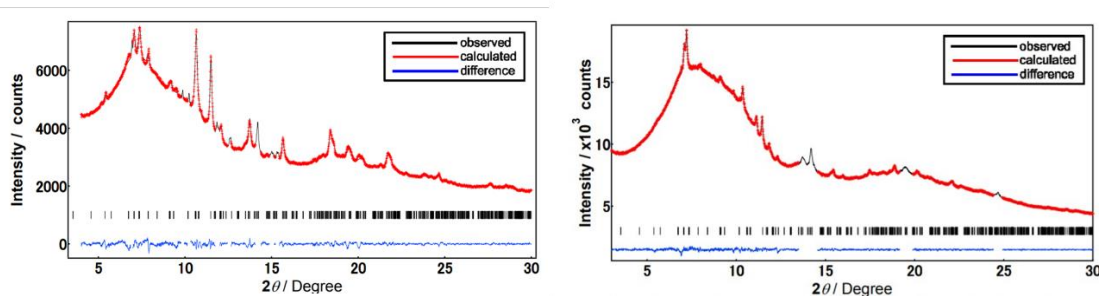 observed
calculated
difference
Intensity / counts
6000
4000
2000
0
5 10 15 20 25 30
2θ / Degree
observed
calculated
difference
Intensity / x10³ counts
15
10
5
5 10 15 20 25 30
2θ / Degree